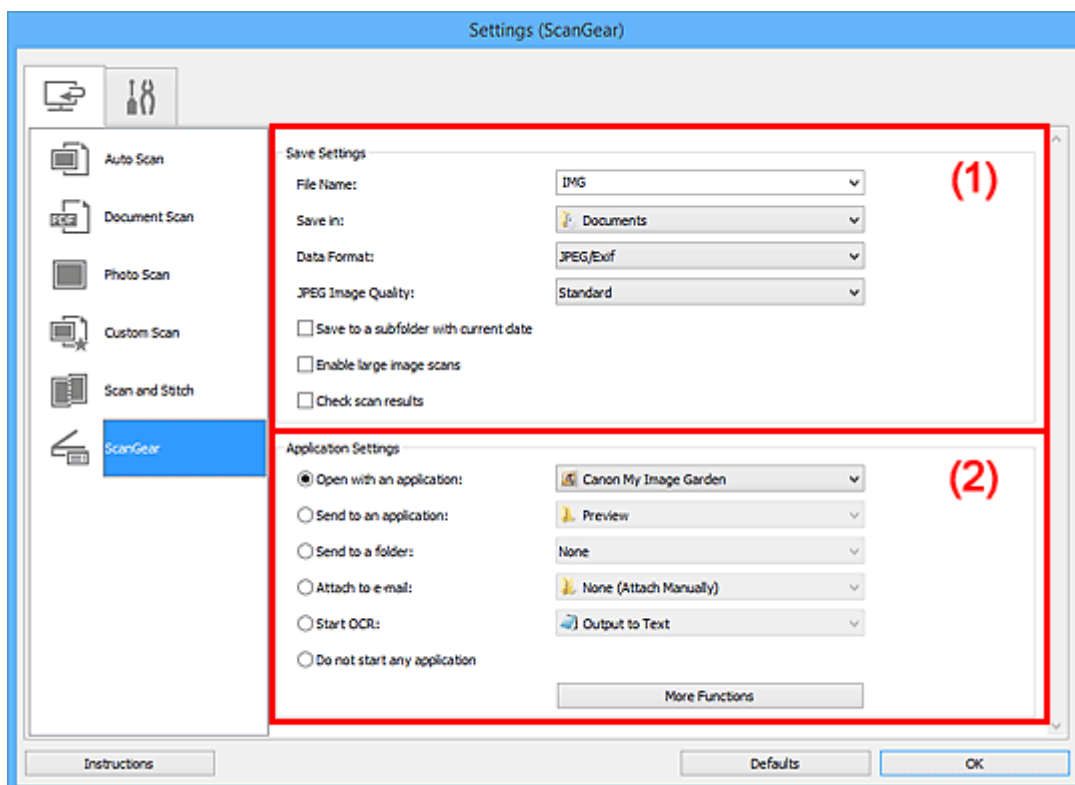 Settings (ScanGear)
Auto Scan
Document Scan
Photo Scan
Custom Scan
Scan and Stitch
ScanGear
Save Settings
(1)
File Name: IMG
Save in: Documents
Data Format: JPEG/Exif
JPEG Image Quality: Standard
Save to a subfolder with current date
Enable large image scans
Check scan results
Application Settings
(2)
Open with an application: Canon My Image Garden
Send to an application: Preview
Send to a folder: None
Attach to e-mail: None (Attach Manually)
Start OCR: Output to Text
Do not start any application
More Functions
Instructions Defaults OK